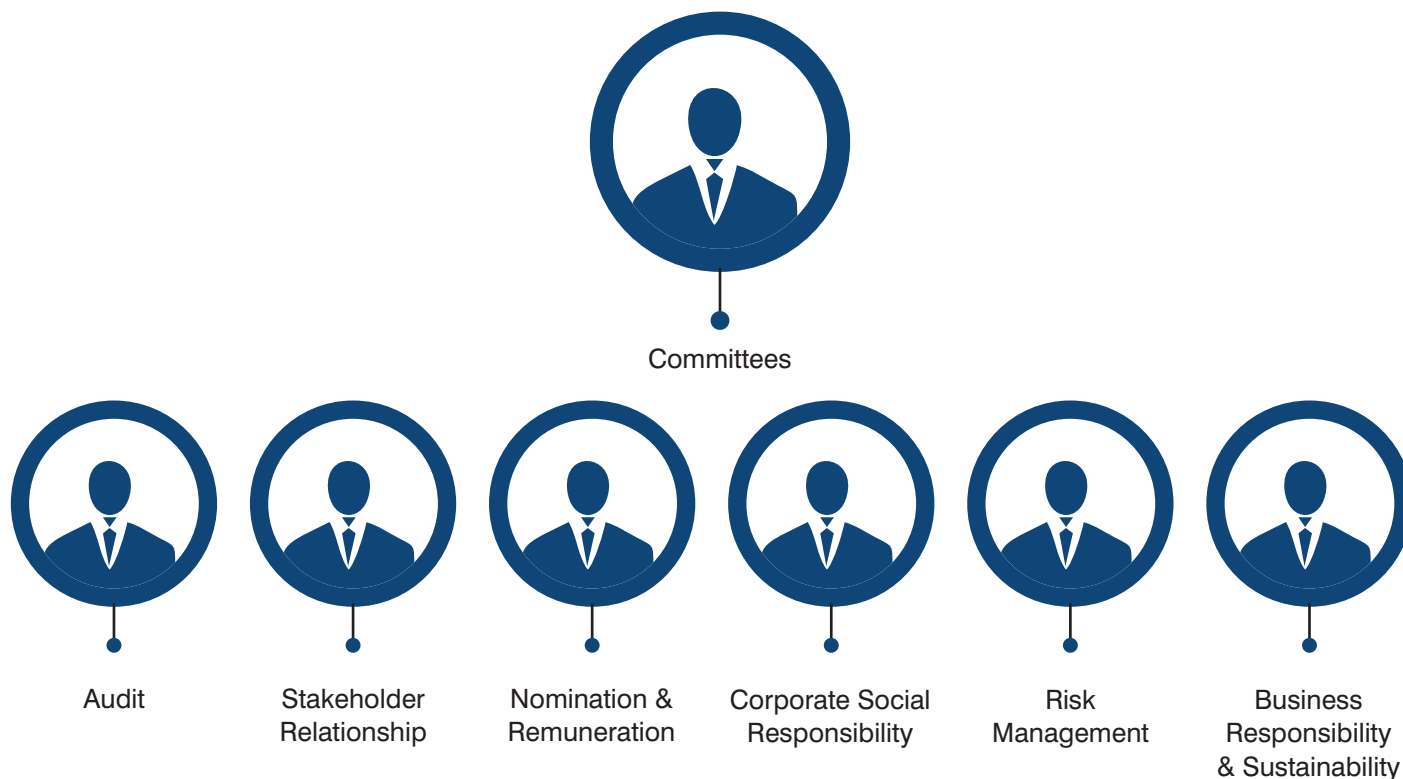 Committees
Audit
Stakeholder
Relationship
Nomination &
Remuneration
Corporate Social
Responsibility
Risk
Management
Business
Responsibility
& Sustainability